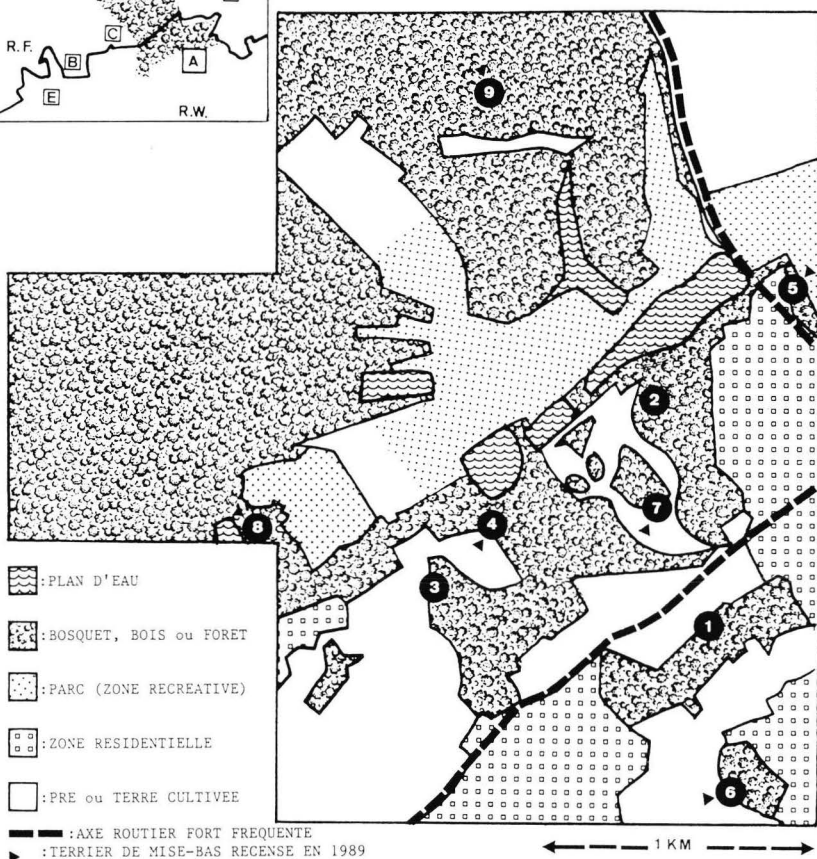 R.F.
C
B
A
E
R.W.
9
5
2
7
8
4
3
1
6
:PLAN D'EAU
:BOSQUET, BOIS ou FORET
:PARC (ZONE RECREATIVE)
:ZONE RESIDENTIELLE
:PRE ou TERRE CULTIVEE
:AXE ROUTIER FORT FREQUENTE
:TERRIER DE MISE-BAS RECENSE EN 1989
1 KM